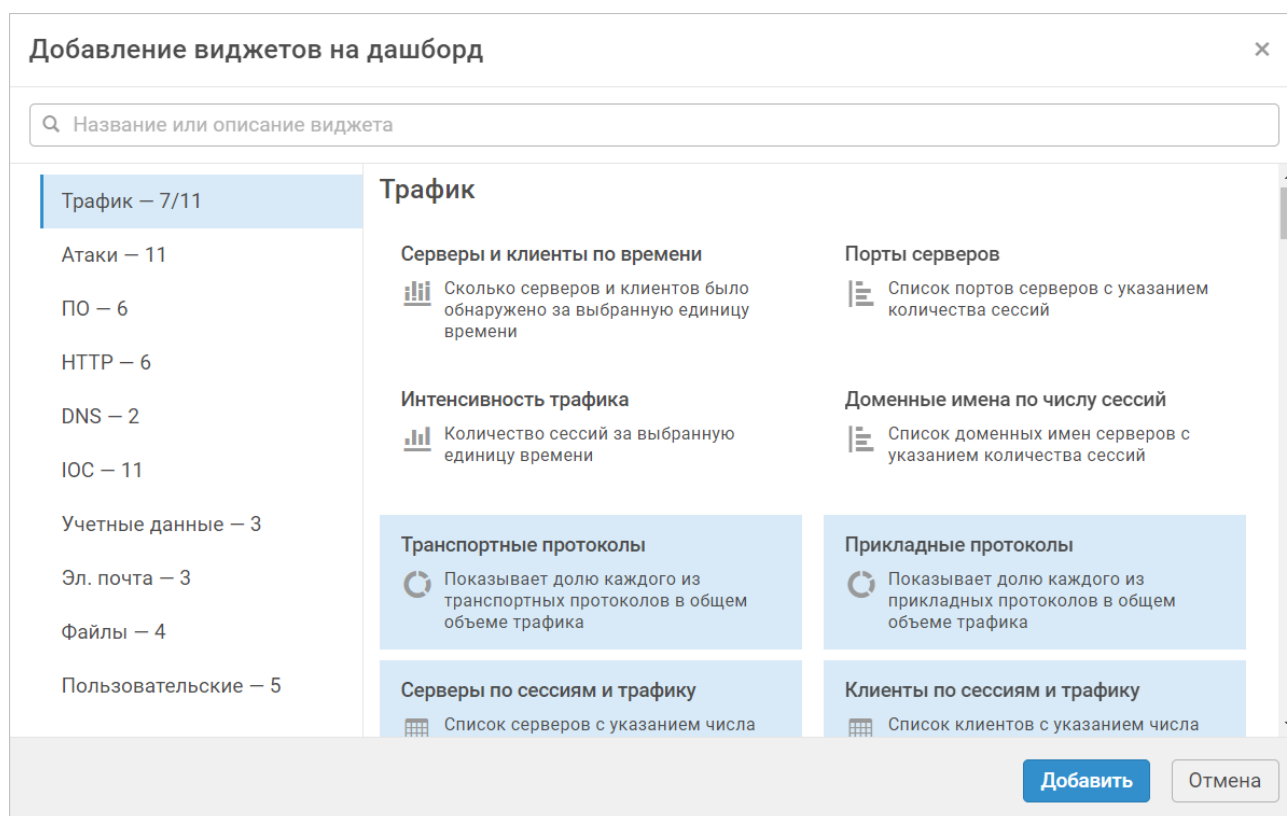 Добавление виджетов на дашборд
×
Название или описание виджета
Трафик — 7/11
Атаки — 11
ПО — 6
HTTP — 6
DNS — 2
IOC — 11
Учетные данные — 3
Эл. почта — 3
Файлы — 4
Пользовательские — 5
Трафик
Серверы и клиенты по времени
Сколько серверов и клиентов было
обнаружено за выбранную единицу
времени
Порты серверов
Список портов серверов с указанием
количества сессий
Интенсивность трафика
Количество сессий за выбранную
единицу времени
Доменные имена по числу сессий
Список доменных имен серверов с
указанием количества сессий
Транспортные протоколы
Показывает долю каждого из
транспортных протоколов в общем
объеме трафика
Прикладные протоколы
Показывает долю каждого из
прикладных протоколов в общем
объеме трафика
Серверы по сессиям и трафику
Список серверов с указанием числа
Клиенты по сессиям и трафику
Список клиентов с указанием числа
Добавить
Отмена